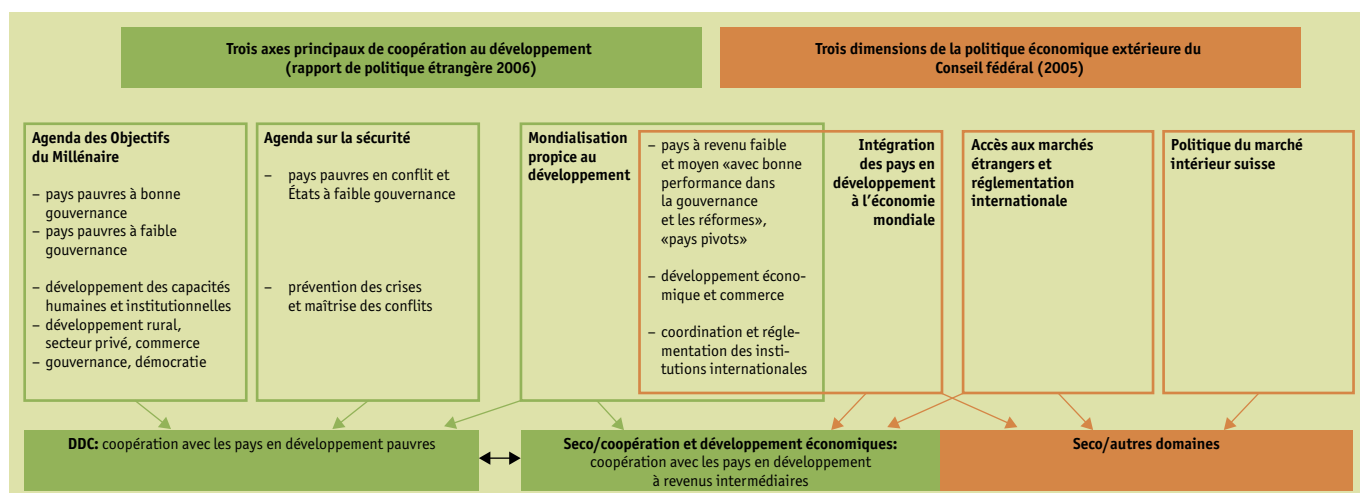 Trois axes principaux de coopération au développement
(rapport de politique étrangère 2006)
Trois dimensions de la politique économique extérieure du
Conseil fédéral (2005)
Agenda des Objectifs
du Millénaire
– pays pauvres à bonne
gouvernance
– pays pauvres à faible
gouvernance
– développement des capacités
humaines et institutionnelles
– développement rural,
secteur privé, commerce
– gouvernance, démocratie
Agenda sur la sécurité
– pays pauvres en conflit et
États à faible gouvernance
– prévention des crises
et maîtrise des conflits
Mondialisation
propice au
développement
– pays à revenu faible
et moyen «avec bonne
performance dans
la gouvernance
et les réformes»,
«pays pivots»
– développement écono-
mique et commerce
– coordination et régle-
mentation des insti-
tutions internationales
Intégration
des pays en
développement
à l’économie
mondiale
Accès aux marchés
étrangers et
réglementation
internationale
Politique du marché
intérieur suisse
DDC: coopération avec les pays en développement pauvres
Seco/coopération et développement économiques:
coopération avec les pays en développement
à revenus intermédiaires
Seco/autres domaines